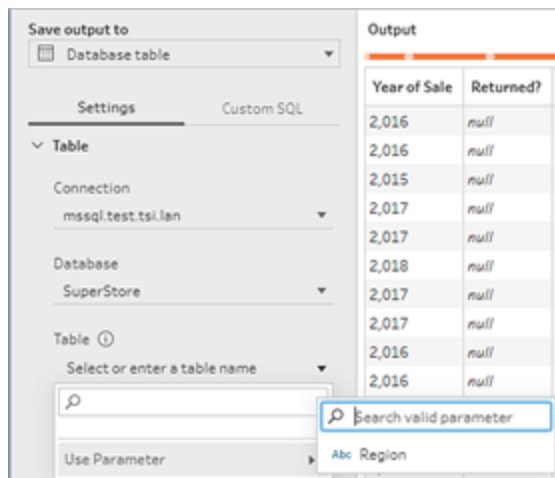 Save output to
Database table
Settings
Custom SQL
Table
Connection
mssql.test.tsi.lan
Database
SuperStore
Table
Select or enter a table name
Use Parameter
Output
Year of Sale Returned?
2,016 null
2,016 null
2,015 null
2,017 null
2,017 null
2,018 null
2,017 null
2,017 null
2,016 null
2,016 null
Search valid parameter
Abc Region